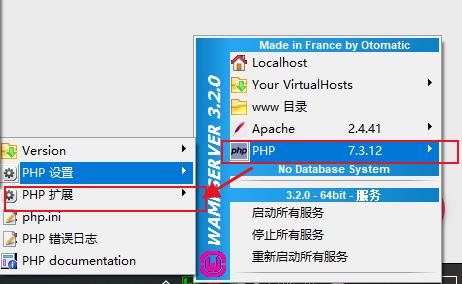 Made in France by Otomatic
Localhost
Your VirtualHosts
www 目录
Apache 2.4.41
PHP 7.3.12
No Database System
3.2.0 - 64bit - 服务
启动所有服务
停止所有服务
重新启动所有服务
WAMPSERVER 3.2.0
Version
PHP 设置
PHP 扩展
php.ini
PHP 错误日志
PHP documentation